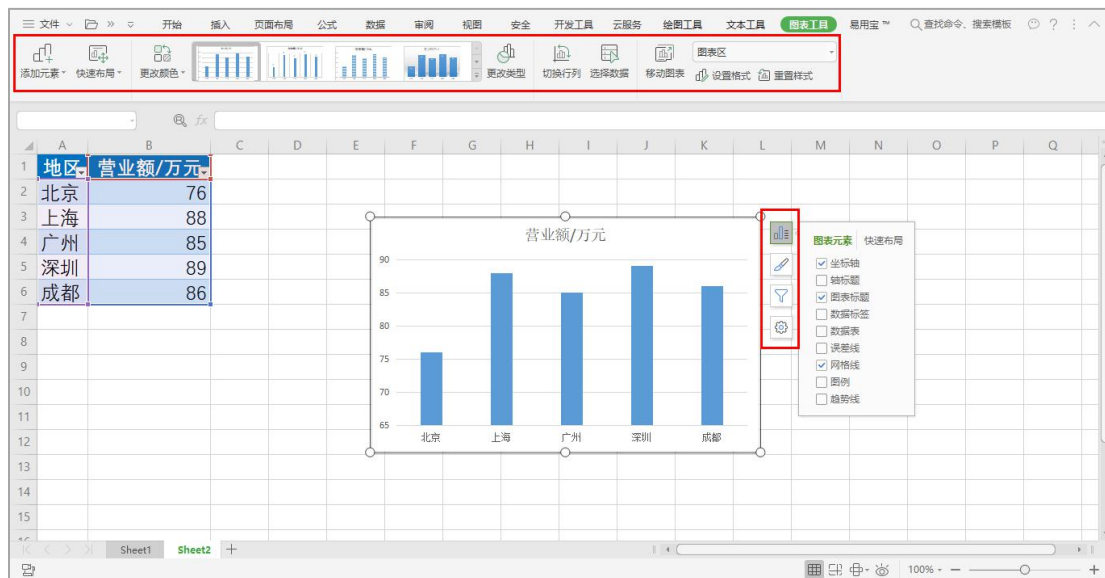 文件 开始 插入 页面布局 公式 数据 审阅 视图 安全 开发工具 云服务 绘图工具 文本工具 图表工具 易用宝 ™ 查找命令、搜索模板 ?
添加元素 快速布局 更改颜色 更改类型 切换行列 选择数据 移动图表 图表区
设置格式 重置样式
fx
A B C D E F G H I J K L M N O P Q
1 地区 营业额/万元
2 北京 76
3 上海 88
4 广州 85
5 深圳 89
6 成都 86
7
8
9
10
11
12
13
14
15
营业额/万元
90
85
80
75
70
65
北京 上海 广州 深圳 成都
图表元素 快速布局
坐标轴
轴标题
图表标题
数据标签
数据表
误差线
网格线
图例
趋势线
Sheet1 Sheet2 +
100% - +